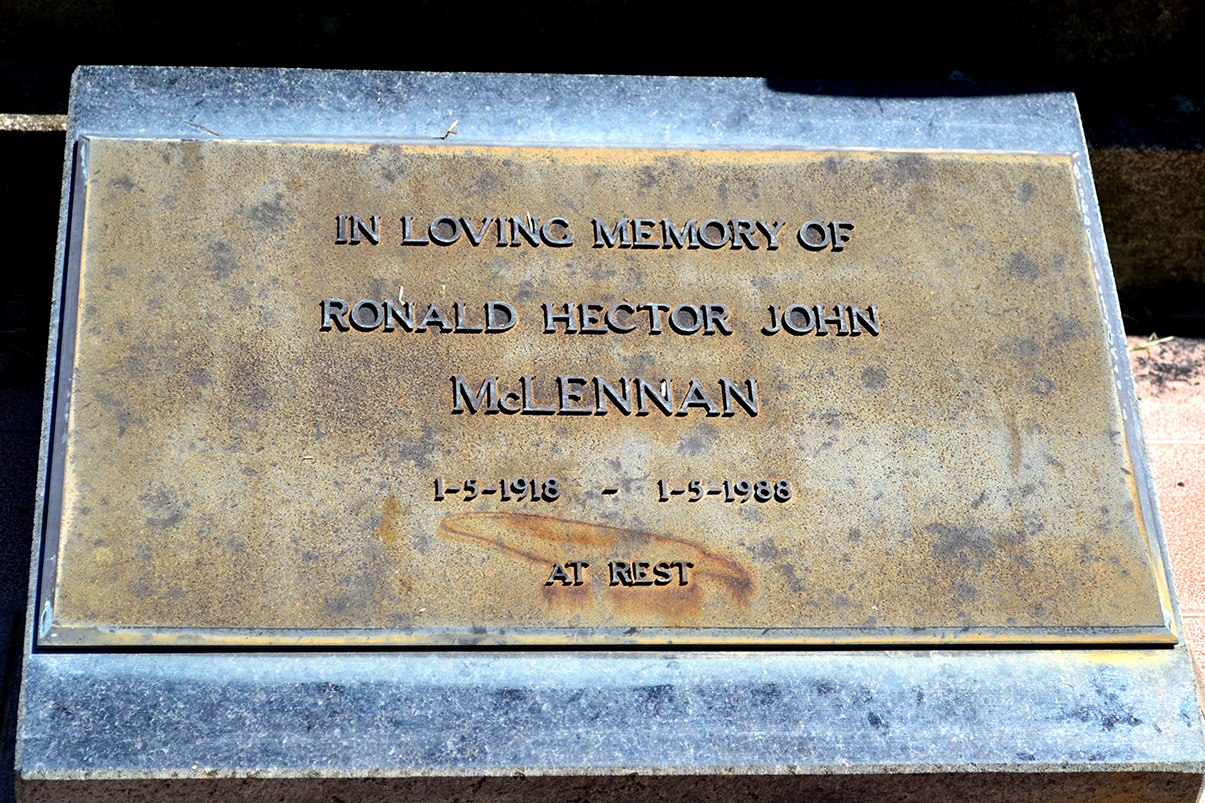 IN LOVING MEMORY OF
RONALD HECTOR JOHN
McLENNAN
1-5-1918 - 1-5-1988
AT REST